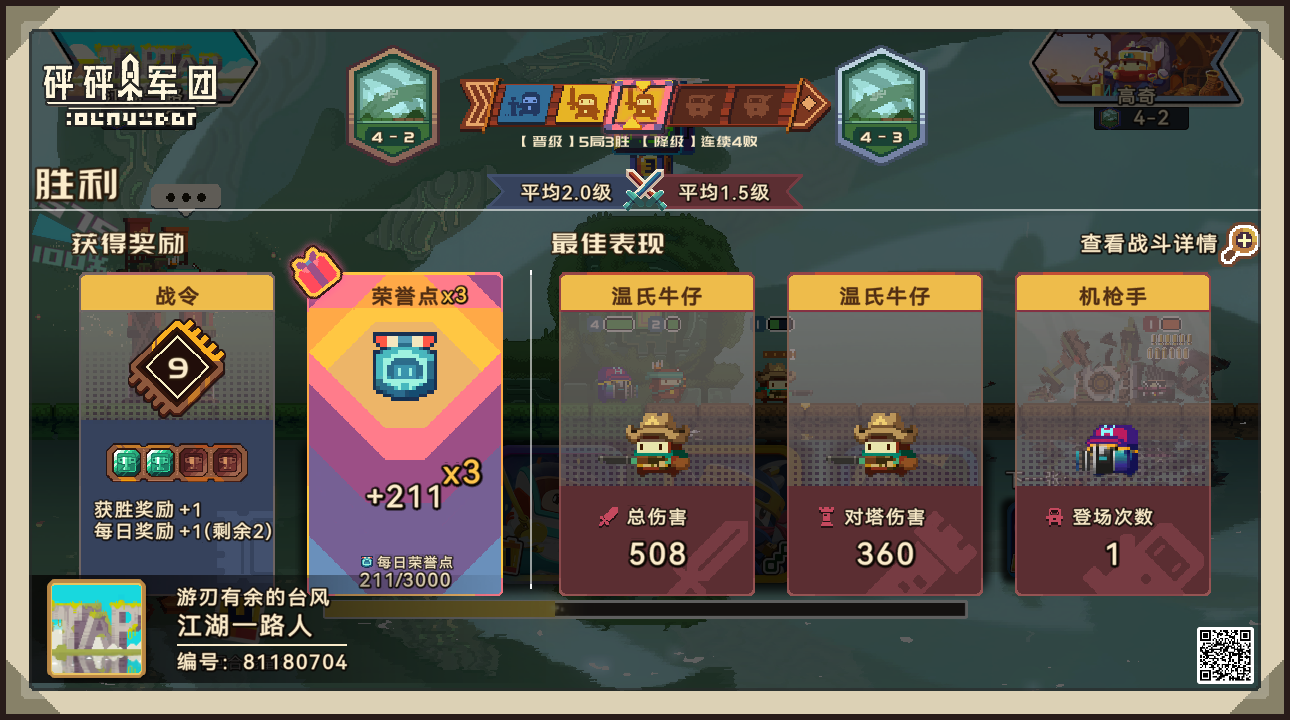 砰砰军团
高奇
4-2
4-2
4-3
【晋级】5局3胜 【降级】连续4败
胜利
平均2.0级
平均1.5级
获得奖励
最佳表现
查看战斗详情
战令
9
获胜奖励+1
每日奖励+1(剩余2)
荣誉点x3
+211 x3
每日荣誉点
211/3000
温氏牛仔
总伤害
508
温氏牛仔
对塔伤害
360
机枪手
登场次数
1
TAP
游刃有余的台风
江湖一路人
编号：81180704